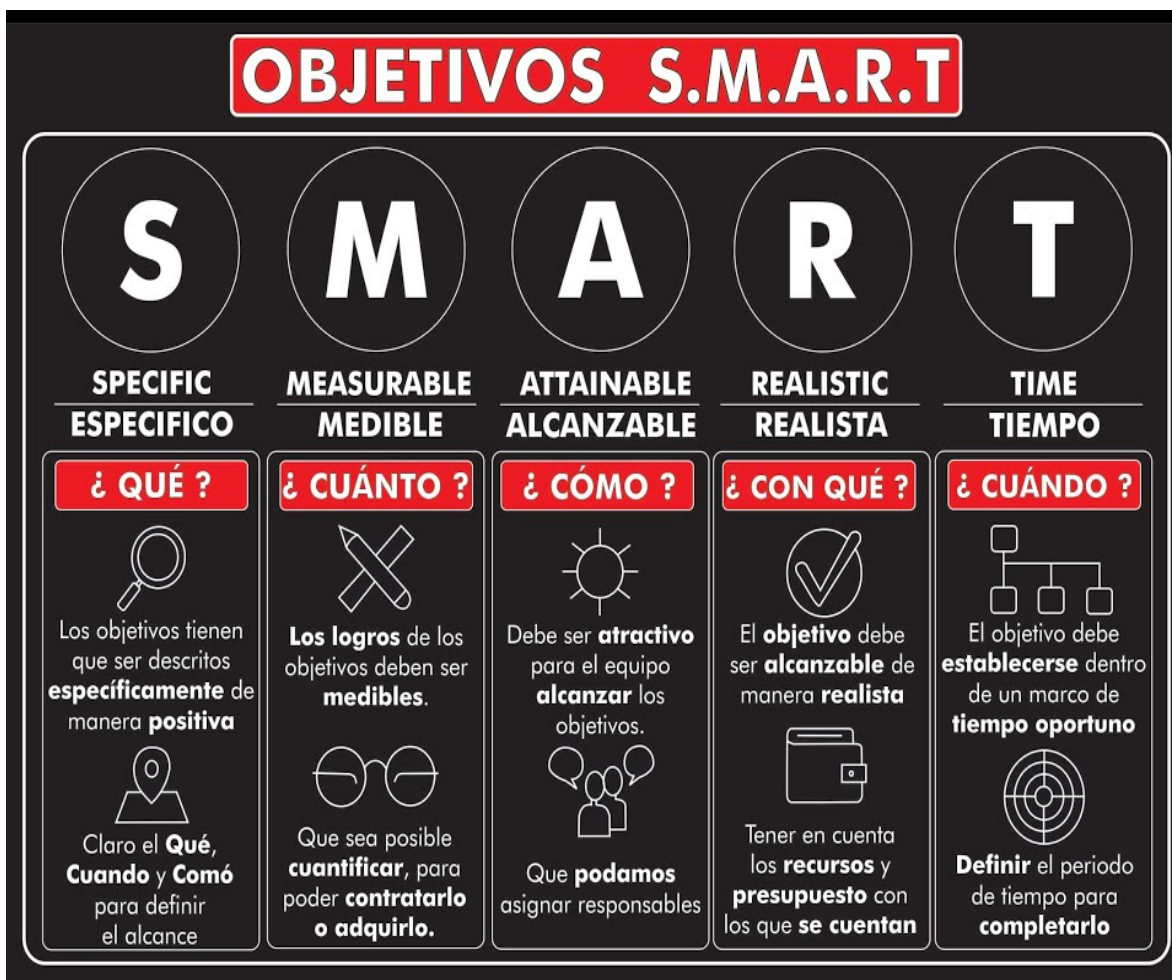 OBJETIVOS S.M.A.R.T
S
SPECIFIC
ESPECIFICO
¿ QUÉ ?
Los objetivos tienen
que ser descritos
específicamente de
manera positiva
Claro el Qué,
Cuando y Comó
para definir
el alcance
M
MEASURABLE
MEDIBLE
¿ CUÁNTO ?
Los logros de los
objetivos deben ser
medibles.
Que sea posible
cuantificar, para
poder contratarlo
o adquirlo.
A
ATTAINABLE
ALCANZABLE
¿ CÓMO ?
Debe ser atractivo
para el equipo
alcanzar los
objetivos.
Que podamos
asignar responsables
R
REALISTIC
REALISTA
¿ CON QUÉ ?
El objetivo debe
ser alcanzable de
manera realista
Tener en cuenta
los recursos y
presupuesto con
los que se cuentan
T
TIME
TIEMPO
¿ CUÁNDO ?
El objetivo debe
establecerse dentro
de un marco de
tiempo oportuno
Definir el periodo
de tiempo para
completarlo